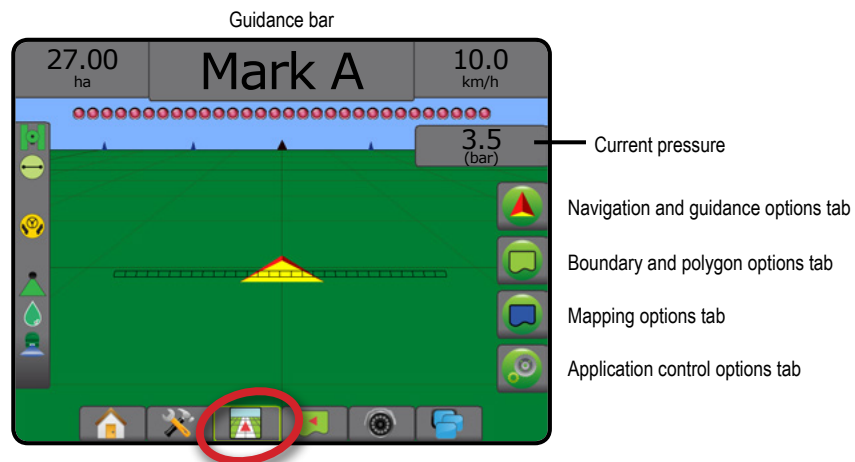 Guidance bar
27.00
ha
Mark A
10.0
km/h
3.5
(bar)
Current pressure
Navigation and guidance options tab
Boundary and polygon options tab
Mapping options tab
Application control options tab